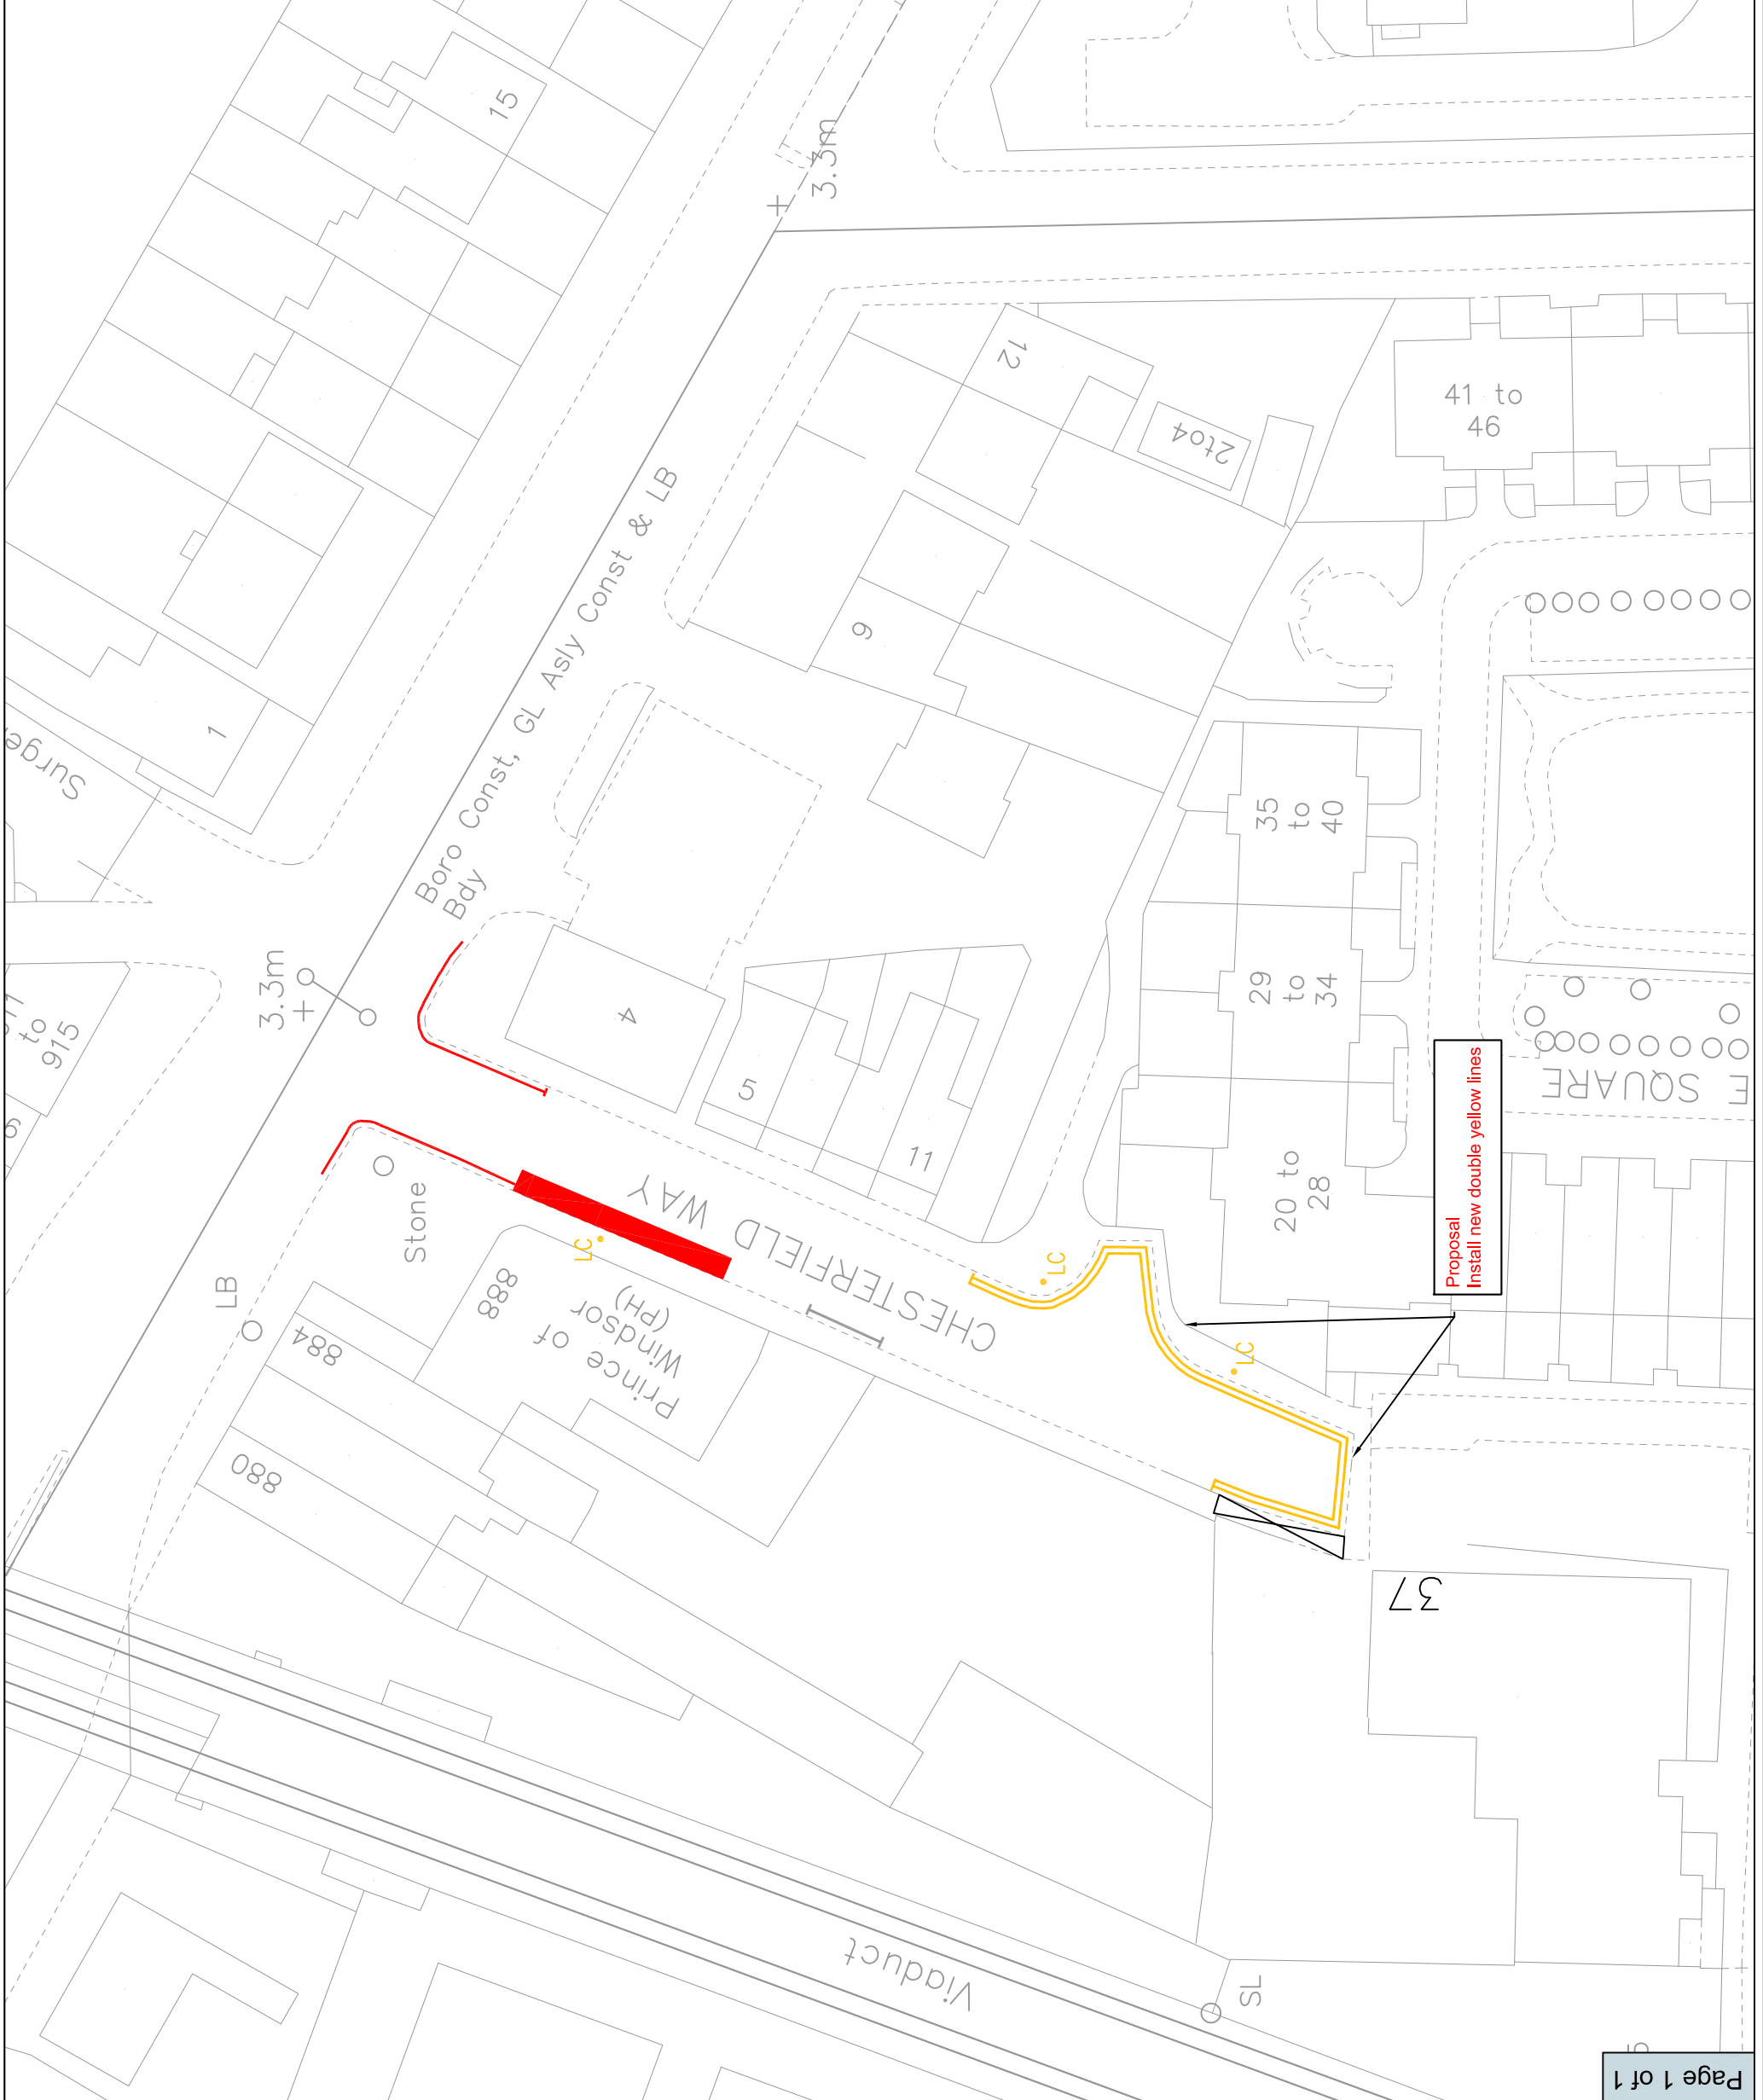 15
3.3m
12
2to4
41 to
46
Boro Const, GL Asly Const & LB
Bdy
9
1
Surge
35
to
40
29
to
34
3.3m
to
915
4
5
11
E SQUARE
20 to
28
Proposal
Install new double yellow lines
CHESTERFIELD WAY
Stone
LC
LC
LC
LB
888
Prince of
Windsor
(PH)
884
880
37
Viaduct
SL
Page 1 of 1